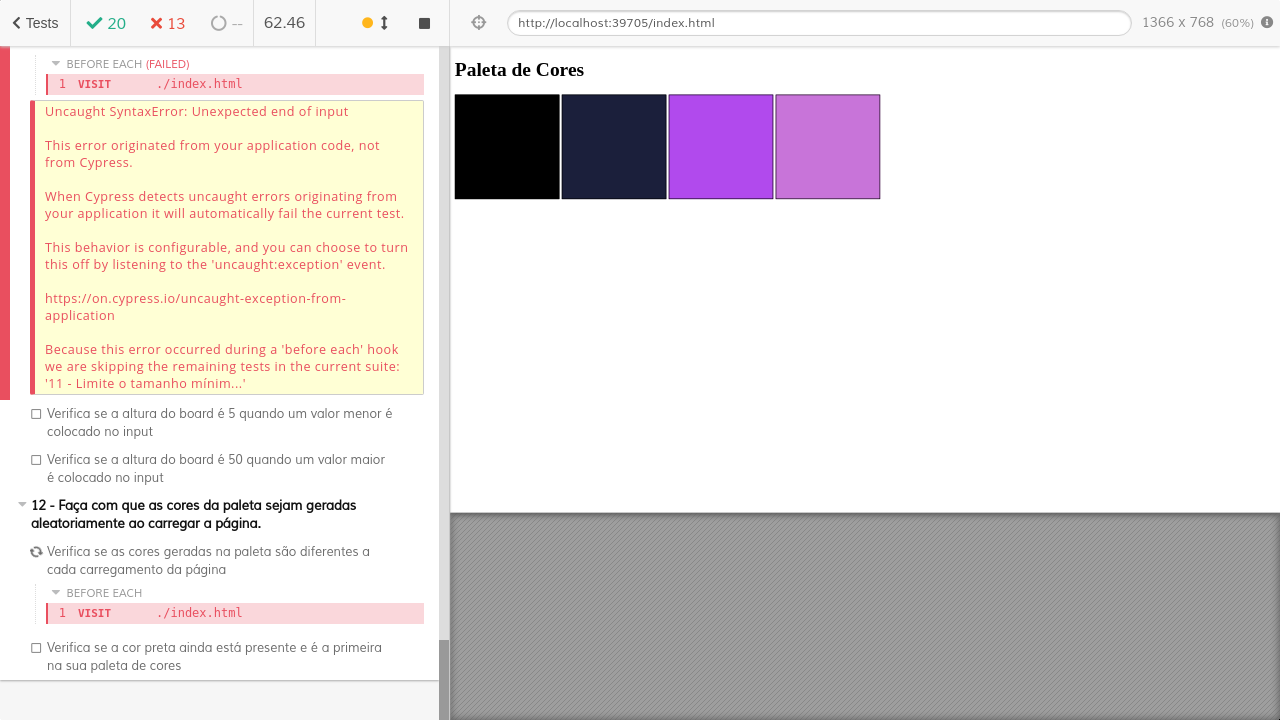 Tests
20
13
--
62.46
http://localhost:39705/index.html
1366 x 768 (60%)
BEFORE EACH (FAILED)
1 VISIT ./index.html
Uncaught SyntaxError: Unexpected end of input
This error originated from your application code, not
from Cypress.
When Cypress detects uncaught errors originating from
your application it will automatically fail the current test.
This behavior is configurable, and you can choose to turn
this off by listening to the 'uncaught:exception' event.
https://on.cypress.io/uncaught-exception-from-
application
Because this error occurred during a 'before each' hook
we are skipping the remaining tests in the current suite:
'11 - Limite o tamanho mínim...'
Verifica se a altura do board é 5 quando um valor menor é
colocado no input
Verifica se a altura do board é 50 quando um valor maior
é colocado no input
12 - Faça com que as cores da paleta sejam geradas
aleatoriamente ao carregar a página.
Verifica se as cores geradas na paleta são diferentes a
cada carregamento da página
BEFORE EACH
1 VISIT ./index.html
Verifica se a cor preta ainda está presente e é a primeira
na sua paleta de cores
Paleta de Cores